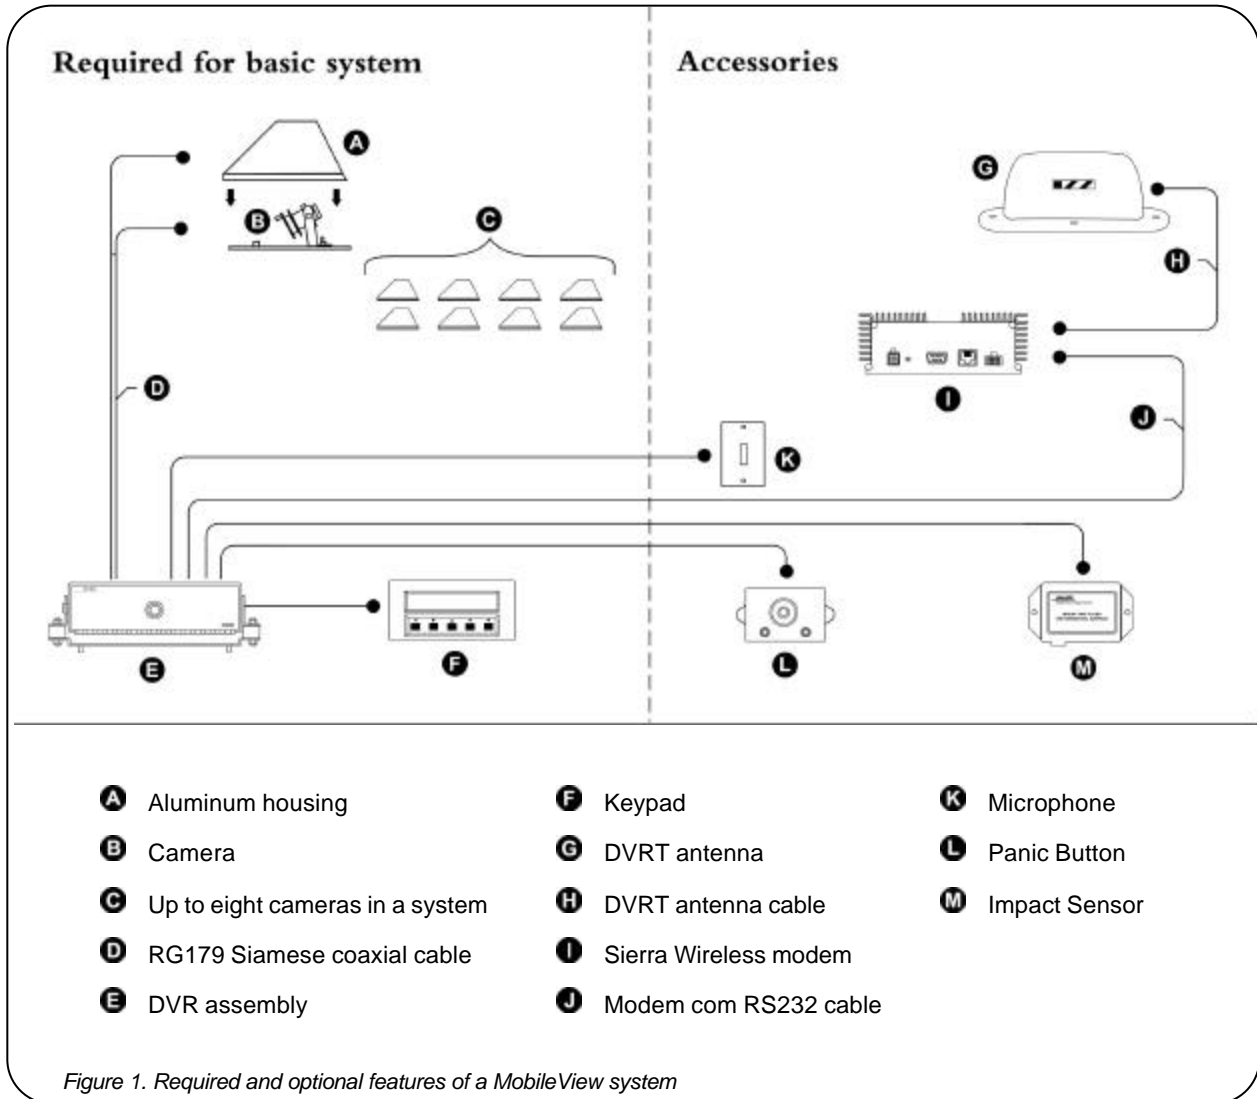 Required for basic system
Accessories
A
B
C
D
E
F
G
H
I
J
K
L
M
A Aluminum housing
B Camera
C Up to eight cameras in a system
D RG179 Siamese coaxial cable
E DVR assembly
F Keypad
G DVRT antenna
H DVRT antenna cable
I Sierra Wireless modem
J Modem com RS232 cable
K Microphone
L Panic Button
M Impact Sensor
Figure 1. Required and optional features of a MobileView system